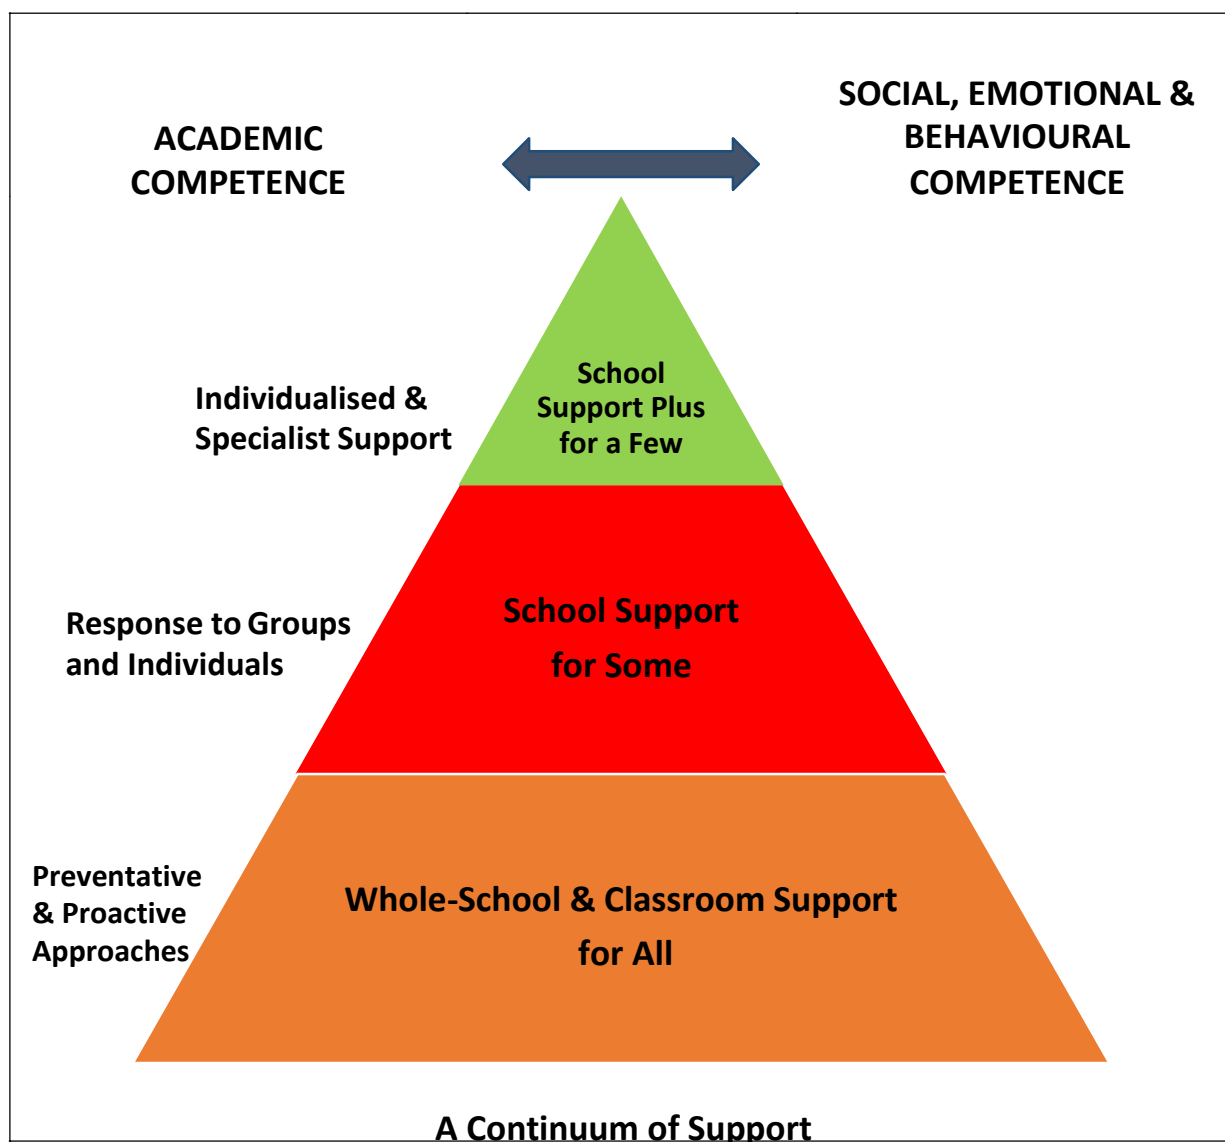 ACADEMIC
COMPETENCE
SOCIAL, EMOTIONAL &
BEHAVIOURAL
COMPETENCE
Individualised &
Specialist Support
School
Support Plus
for a Few
Response to Groups
and Individuals
School Support
for Some
Preventative
& Proactive
Approaches
Whole-School & Classroom Support
for All
A Continuum of Support